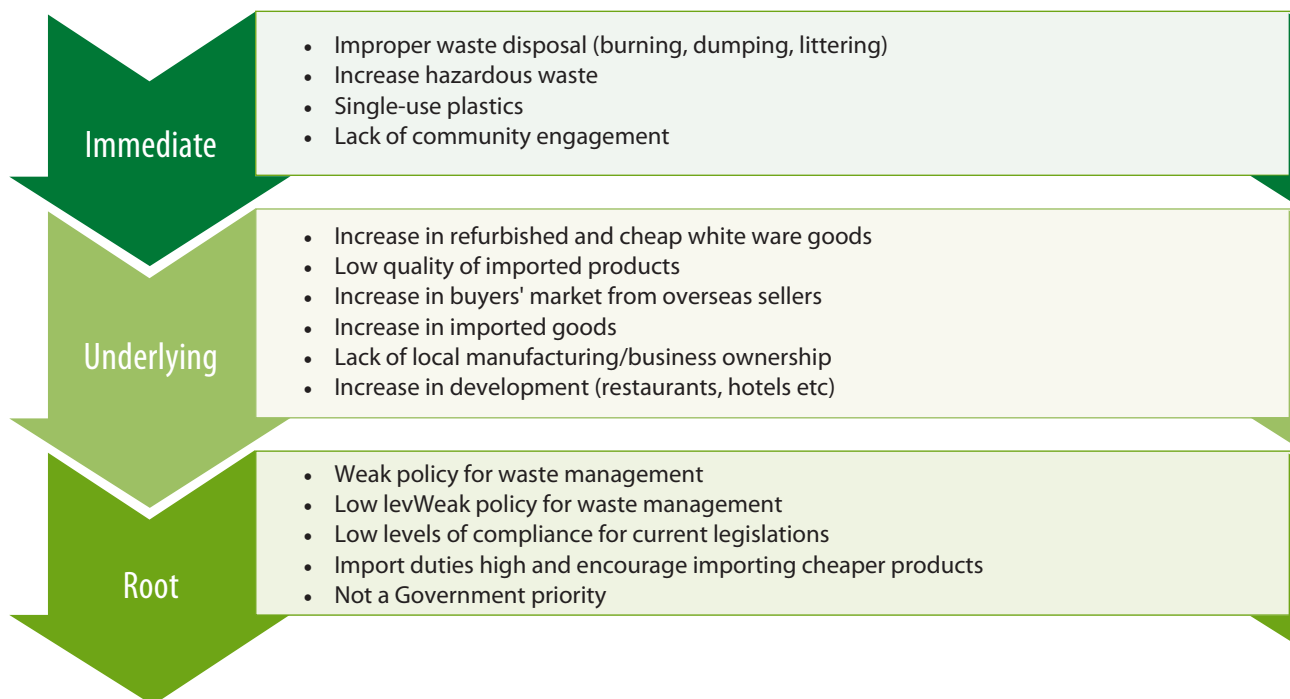 Immediate
• Improper waste disposal (burning, dumping, littering)
• Increase hazardous waste
• Single-use plastics
• Lack of community engagement
Underlying
• Increase in refurbished and cheap white ware goods
• Low quality of imported products
• Increase in buyers' market from overseas sellers
• Increase in imported goods
• Lack of local manufacturing/business ownership
• Increase in development (restaurants, hotels etc)
Root
• Weak policy for waste management
• Low levWeak policy for waste management
• Low levels of compliance for current legislations
• Import duties high and encourage importing cheaper products
• Not a Government priority